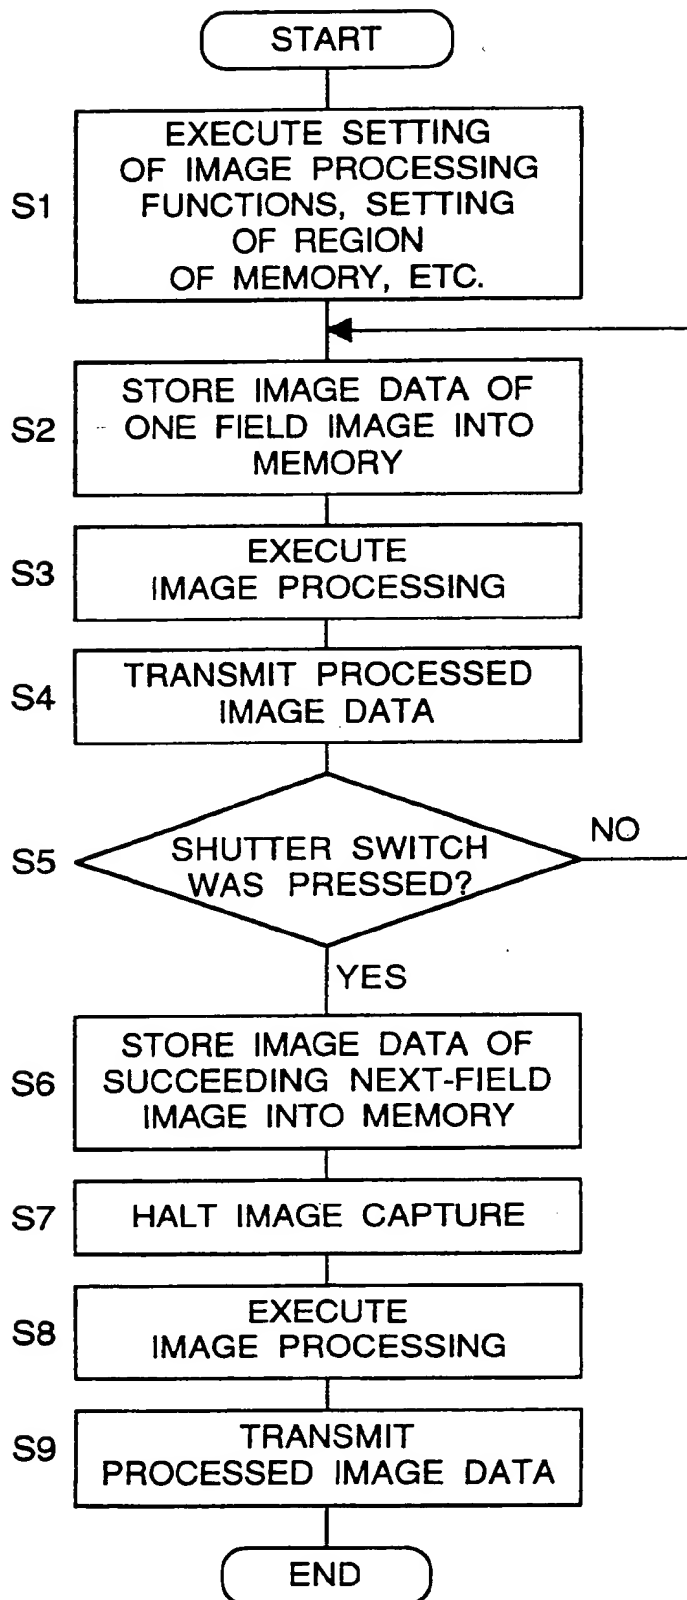 START
S1
EXECUTE SETTING
OF IMAGE PROCESSING
FUNCTIONS, SETTING
OF REGION
OF MEMORY, ETC.
S2
STORE IMAGE DATA OF
ONE FIELD IMAGE INTO
MEMORY
S3
EXECUTE
IMAGE PROCESSING
S4
TRANSMIT PROCESSED
IMAGE DATA
S5
SHUTTER SWITCH
WAS PRESSED?
NO
YES
S6
STORE IMAGE DATA OF
SUCCEEDING NEXT-FIELD
IMAGE INTO MEMORY
S7
HALT IMAGE CAPTURE
S8
EXECUTE
IMAGE PROCESSING
S9
TRANSMIT
PROCESSED IMAGE DATA
END